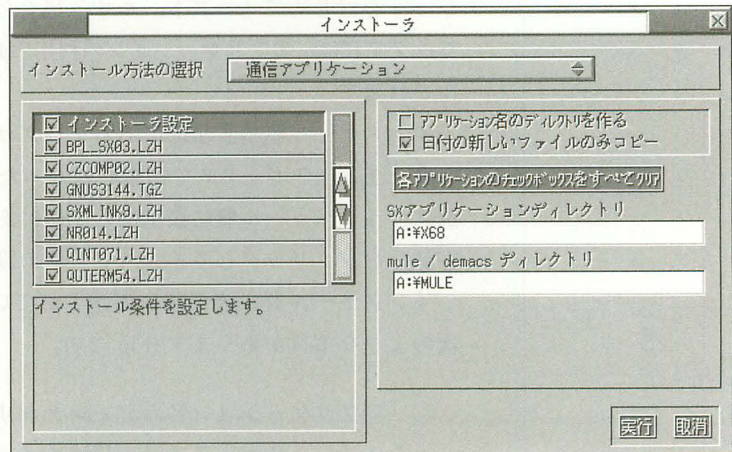 インストーラ
インストール方法の選択 通信アプリケーション
インストーラ設定
BPL_SX03.LZH
CZCOMP02.LZH
GNUS3144.TGZ
SXMLINK9.LZH
NR014.LZH
QINT071.LZH
QUTERM54.LZH
インストール条件を設定します。
アプリケーション名のディレクトリを作る
日付の新しいファイルのみコピー
各アプリケーションのチェックボックスをすべてクリア
SXアプリケーションディレクトリ
A:¥X68
mule / demacs ディレクトリ
A:¥MULE
実行 取消